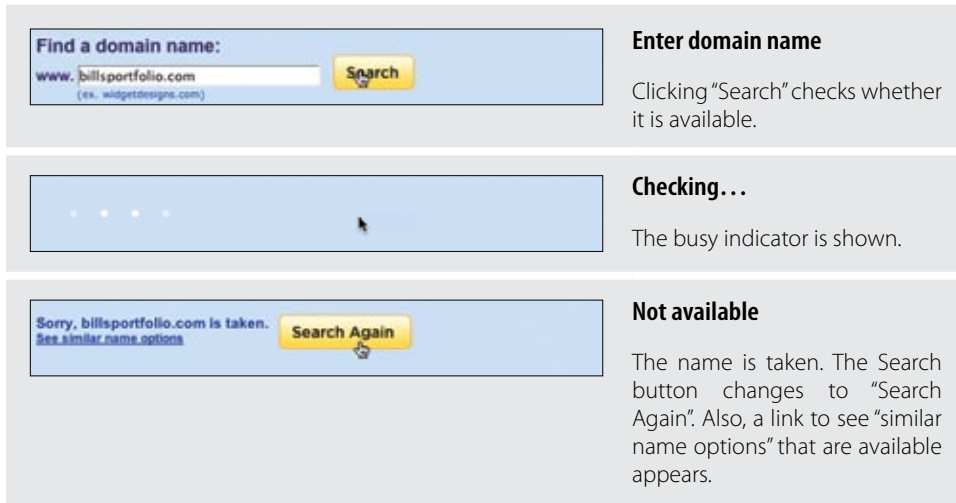 Find a domain name:
www. billsportfolio.com
Search
(ex. widgetdesigns.com)
Enter domain name
Clicking “Search” checks whether
it is available.
Checking…
The busy indicator is shown.
Sorry, billsportfolio.com is taken.
See similar name options
Search Again
Not available
The name is taken. The Search
button changes to “Search
Again”. Also, a link to see “similar
name options” that are available
appears.